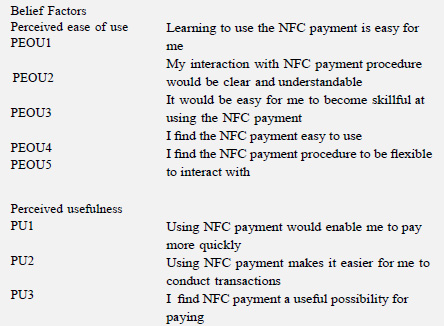 Belief Factors
Perceived ease of use
PEOU1
Learning to use the NFC payment is easy for
me
PEOU2
My interaction with NFC payment procedure
would be clear and understandable
PEOU3
It would be easy for me to become skillful at
using the NFC payment
PEOU4
I find the NFC payment easy to use
PEOU5
I find the NFC payment procedure to be flexible
to interact with
Perceived usefulness
PU1
Using NFC payment would enable me to pay
more quickly
PU2
Using NFC payment makes it easier for me to
conduct transactions
PU3
I find NFC payment a useful possibility for
paying